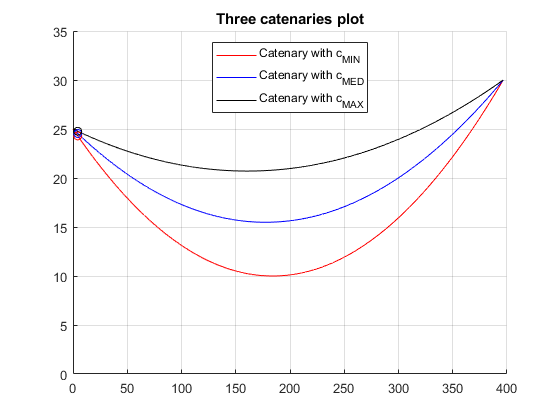 Three catenaries plot
35
30
25
20
15
10
5
0
Catenary with c_MIN
Catenary with c_MED
Catenary with c_MAX
0 50 100 150 200 250 300 350 400